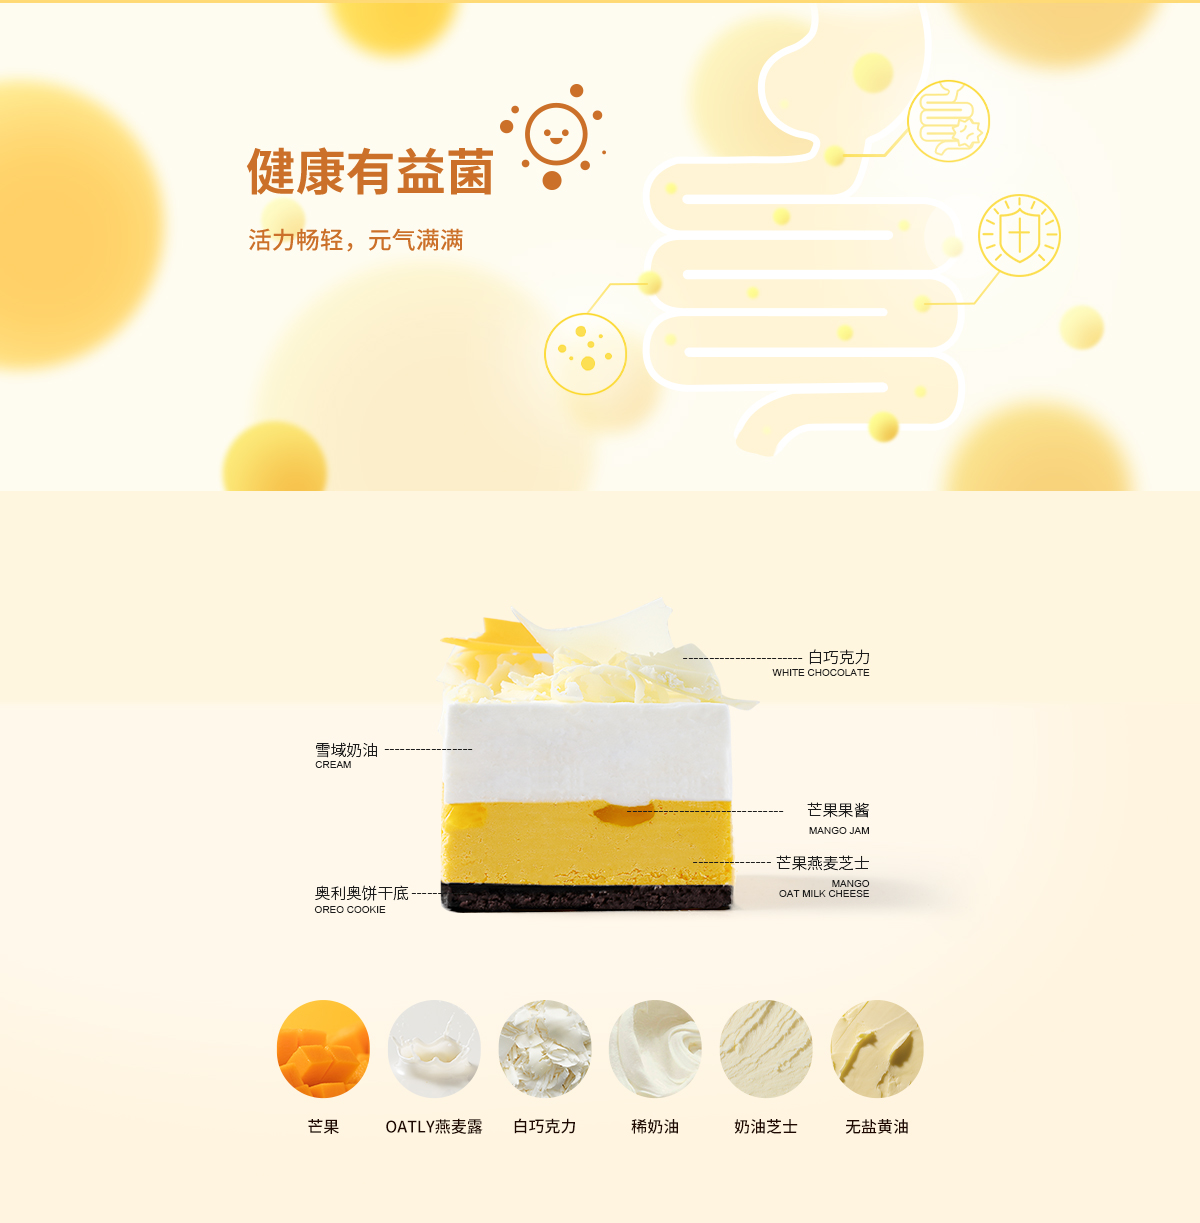 健康有益菌
活力畅轻，元气满满
白巧克力
WHITE CHOCOLATE
雪域奶油
CREAM
芒果果酱
MANGO JAM
芒果燕麦芝士
MANGO
OAT MILK CHEESE
奥利奥饼干底
OREO COOKIE
芒果
OATLY燕麦露
白巧克力
稀奶油
奶油芝士
无盐黄油